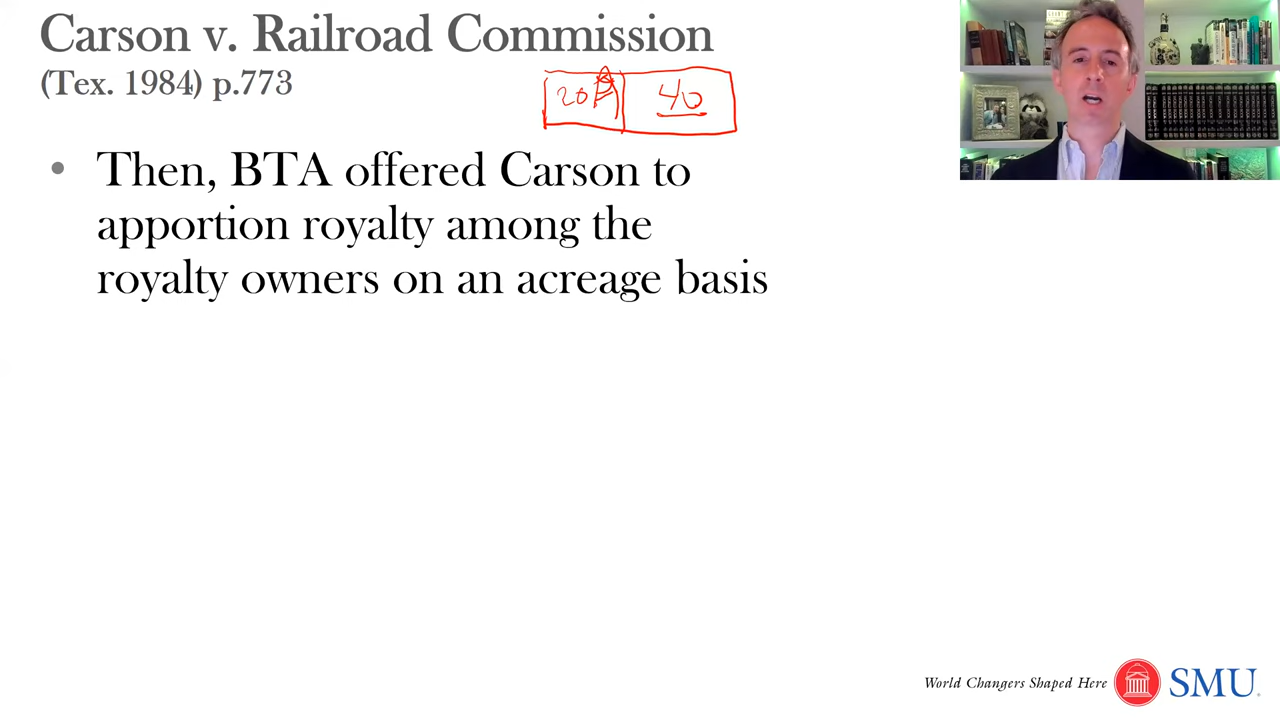 Carson v. Railroad Commission
(Tex. 1984) p.773
20 40
• Then, BTA offered Carson to
apportion royalty among the
royalty owners on an acreage basis
World Changers Shaped Here SMU